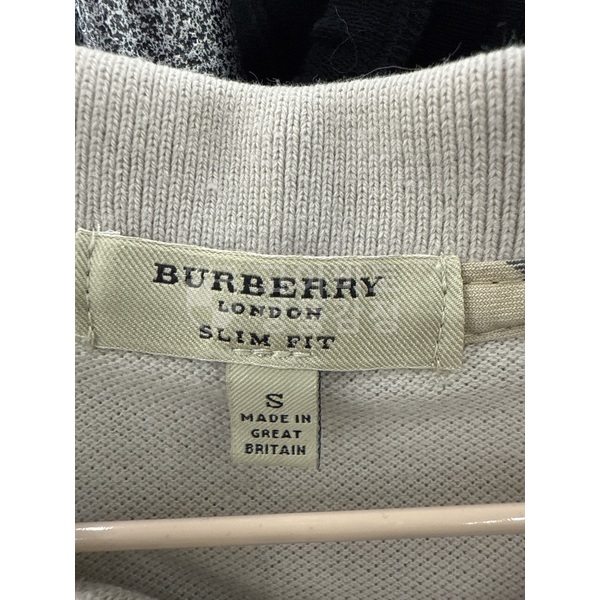 BURBERRY
LONDON
SLIM FIT
S
MADE IN
GREAT
BRITAIN